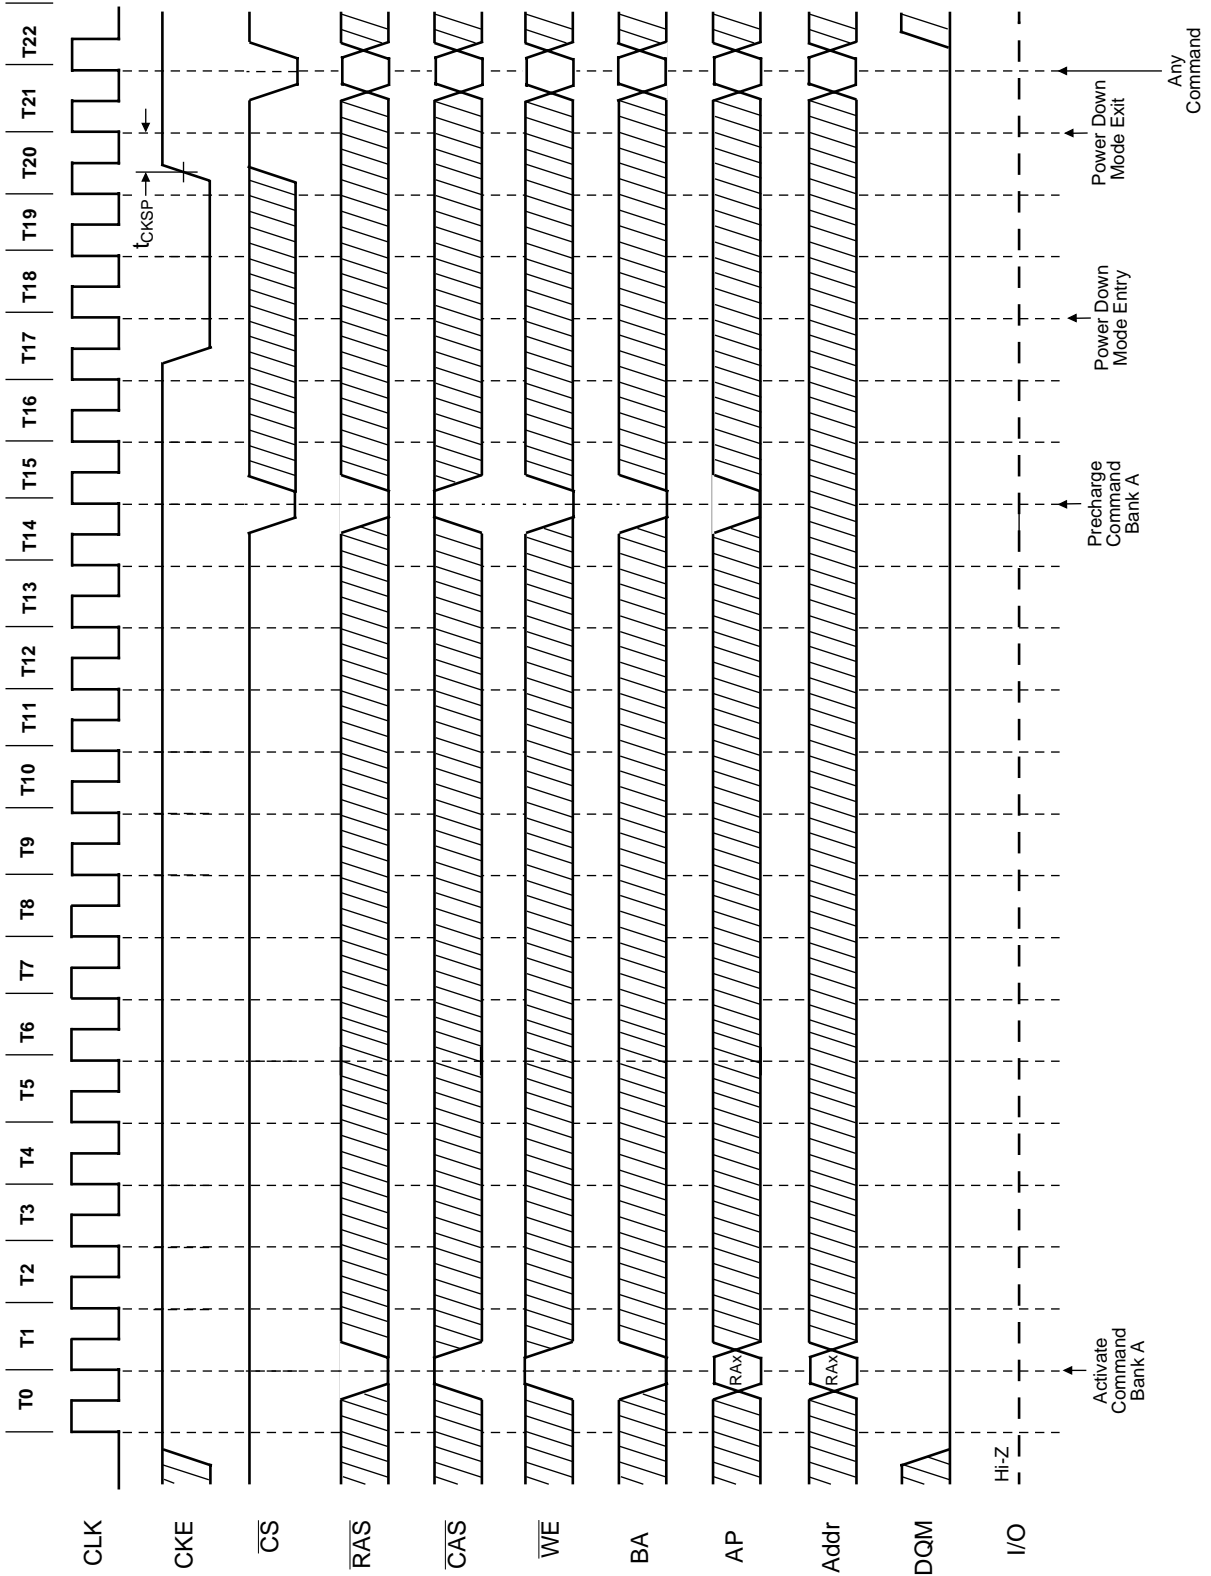 T0 T1 T2 T3 T4 T5 T6 T7 T8 T9 T10 T11 T12 T13 T14 T15 T16 T17 T18 T19 T20 T21 T22
CLK
tCKSP
CKE
CS
RAS
CAS
WE
BA
RAx
AP
RAx
Addr
DQM
Hi-Z
I/O
Activate
Command
Bank A
Precharge
Command
Bank A
Power Down
Mode Entry
Power Down
Mode Exit
Any
Command